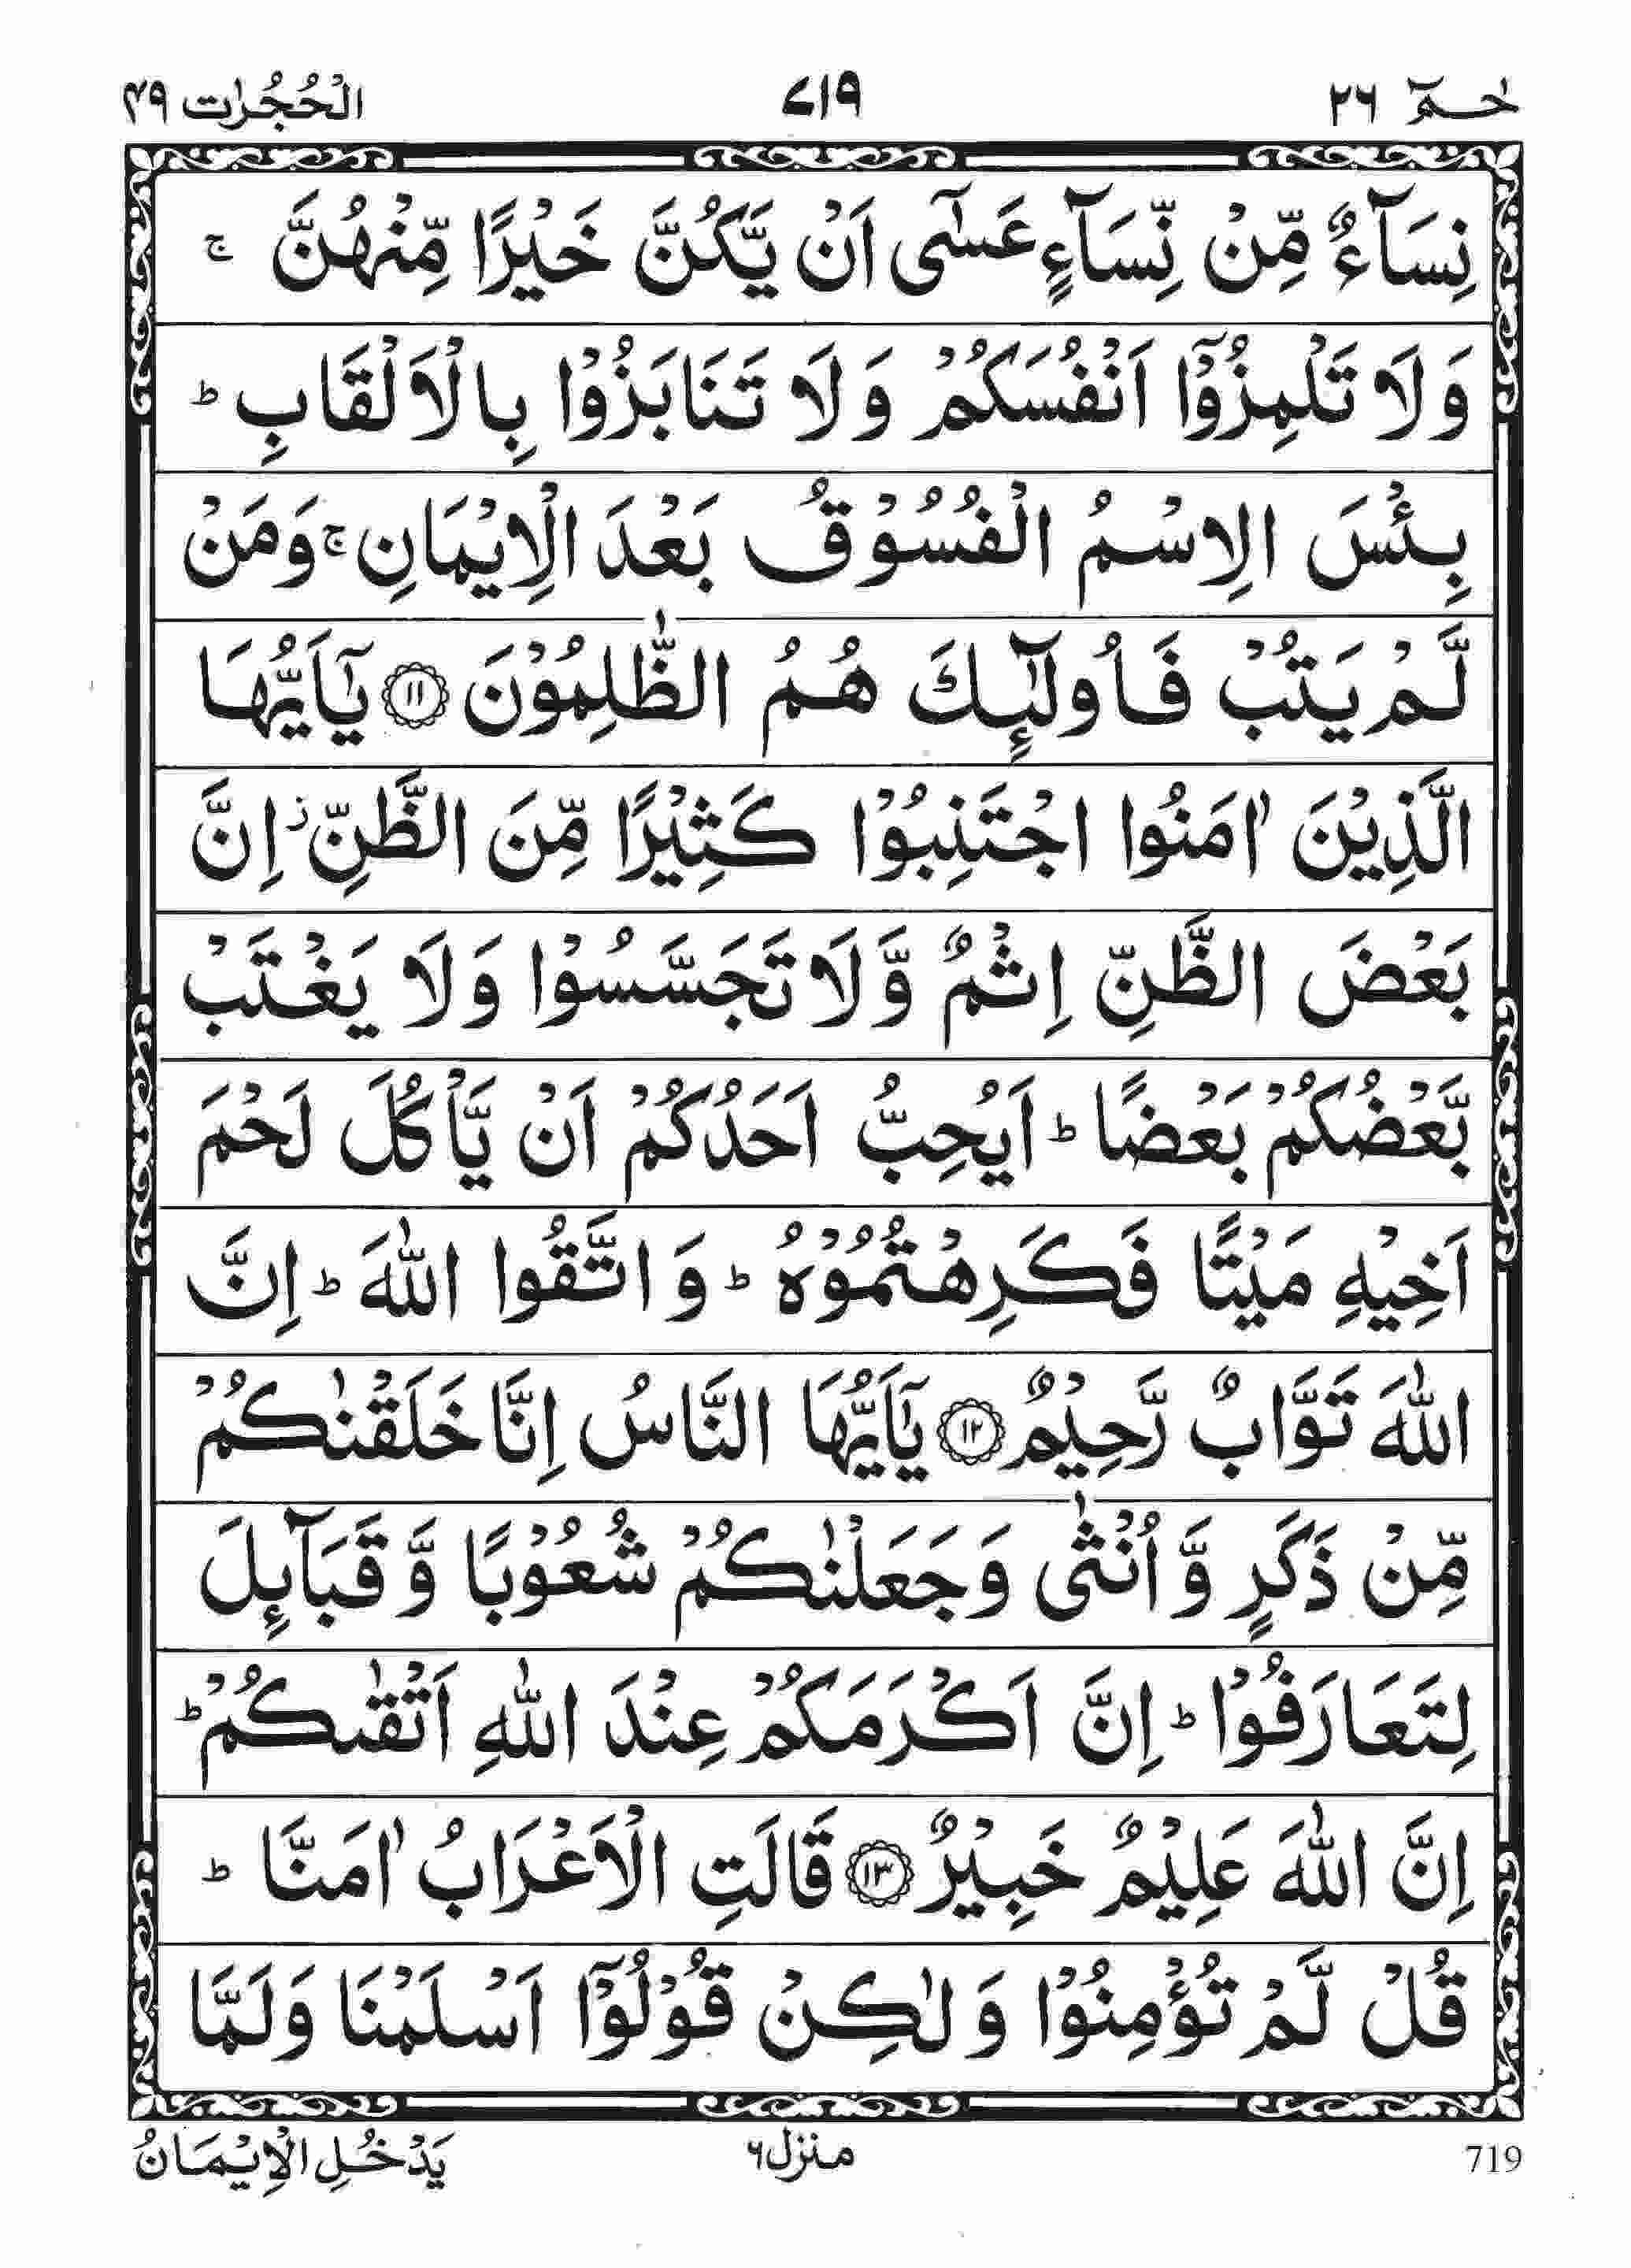 حٰمٓ ٢٦ ٧١٩ الْحُجُرٰت ٤٩
نِسَآءٌ مِّنْ نِّسَآءٍ عَسٰٓى اَنْ يَّكُنَّ خَيْرًا مِّنْهُنَّ ج
وَلَا تَلْمِزُوْٓا اَنْفُسَكُمْ وَلَا تَنَابَزُوْا بِالْاَلْقَابِ ط
بِئْسَ الِاسْمُ الْفُسُوْقُ بَعْدَ الْاِيْمَانِ ج وَمَنْ
لَّمْ يَتُبْ فَاُولٰٓئِكَ هُمُ الظّٰلِمُوْنَ ١١ يٰٓاَيُّهَا
الَّذِيْنَ اٰمَنُوا اجْتَنِبُوْا كَثِيْرًا مِّنَ الظَّنِّ ز اِنَّ
بَعْضَ الظَّنِّ اِثْمٌ وَّلَا تَجَسَّسُوْا وَلَا يَغْتَبْ
بَّعْضُكُمْ بَعْضًا ط اَيُحِبُّ اَحَدُكُمْ اَنْ يَّاْكُلَ لَحْمَ
اَخِيْهِ مَيْتًا فَكَرِهْتُمُوْهُ ط وَاتَّقُوا اللّٰهَ ط اِنَّ
اللّٰهَ تَوَّابٌ رَّحِيْمٌ ١٢ يٰٓاَيُّهَا النَّاسُ اِنَّا خَلَقْنٰكُمْ
مِّنْ ذَكَرٍ وَّاُنْثٰى وَجَعَلْنٰكُمْ شُعُوْبًا وَّقَبَآئِلَ
لِتَعَارَفُوْا ط اِنَّ اَكْرَمَكُمْ عِنْدَ اللّٰهِ اَتْقٰىكُمْ ط
اِنَّ اللّٰهَ عَلِيْمٌ خَبِيْرٌ ١٣ قَالَتِ الْاَعْرَابُ اٰمَنَّا ط
قُلْ لَّمْ تُؤْمِنُوْا وَلٰكِنْ قُوْلُوْٓا اَسْلَمْنَا وَلَمَّا
719 منزل٦ يَدْخُلِ الْاِيْمَانُ